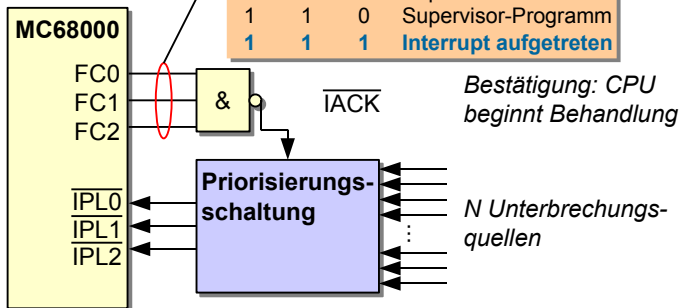 1 1 0 Supervisor-Programm
1 1 1 Interrupt aufgetreten
MC68000
FC0
FC1
FC2
&
IACK
Bestätigung: CPU
beginnt Behandlung
IPL0
IPL1
IPL2
Priorisierungs-
schaltung
N Unterbrechungs-
quellen
...